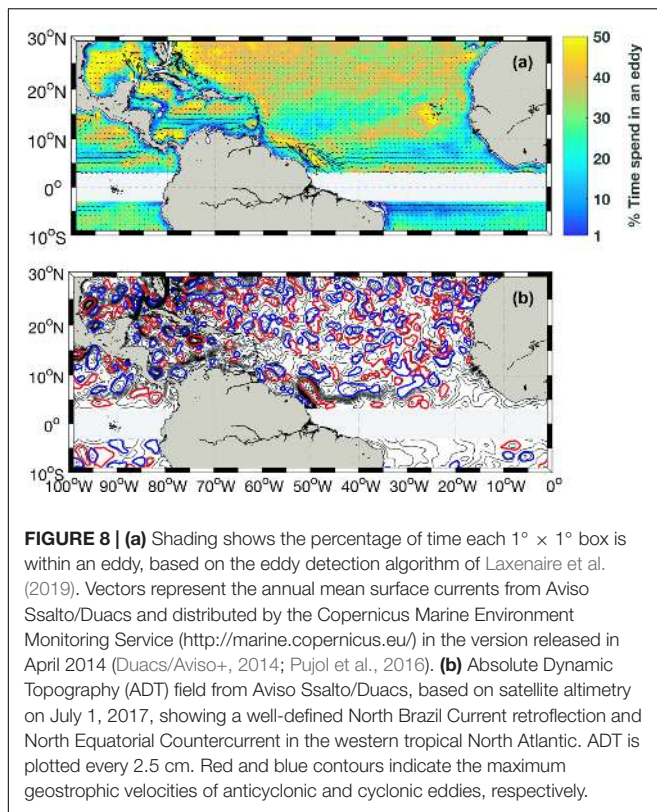 30°N
20°N
10°N
0°
10°S
(a)
50
40
30
20
10
1
% Time spend in an eddy
30°N
20°N
10°N
0°
10°S
(b)
100°W 90°W 80°W 70°W 60°W 50°W 40°W 30°W 20°W 10°W 0°
FIGURE 8 | (a) Shading shows the percentage of time each 1° × 1° box is
within an eddy, based on the eddy detection algorithm of Laxenaire et al.
(2019). Vectors represent the annual mean surface currents from Aviso
Ssalto/Duacs and distributed by the Copernicus Marine Environment
Monitoring Service (http://marine.copernicus.eu/) in the version released in
April 2014 (Duacs/Aviso+, 2014; Pujol et al., 2016). (b) Absolute Dynamic
Topography (ADT) field from Aviso Ssalto/Duacs, based on satellite altimetry
on July 1, 2017, showing a well-defined North Brazil Current retroflection and
North Equatorial Countercurrent in the western tropical North Atlantic. ADT is
plotted every 2.5 cm. Red and blue contours indicate the maximum
geostrophic velocities of anticyclonic and cyclonic eddies, respectively.